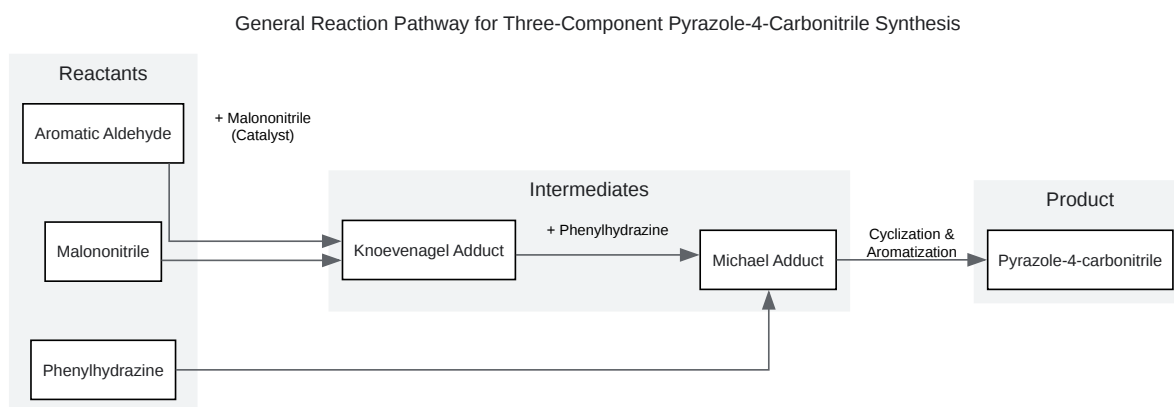 General Reaction Pathway for Three-Component Pyrazole-4-Carbonitrile Synthesis
Reactants
Aromatic Aldehyde
+ Malononitrile
(Catalyst)
Malononitrile
Phenylhydrazine
Intermediates
Knoevenagel Adduct
+ Phenylhydrazine
Michael Adduct
Cyclization &
Aromatization
Product
Pyrazole-4-carbonitrile